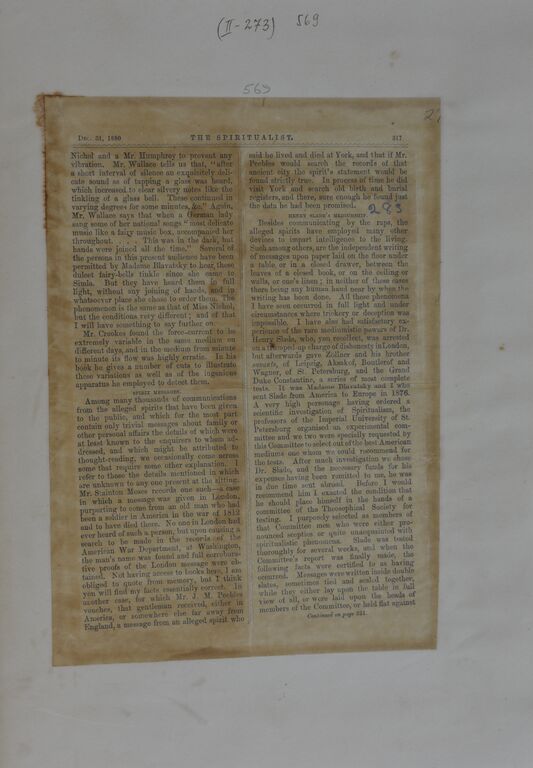 (II-273) 569
569
27
DEC. 31, 1880 THE SPIRITUALIST. 317
Nichol and a Mr. Humphrey to prevent any
vibration. Mr. Wallace tells us that, "after
a short interval of silence an exquisitely deli-
cate sound as of tapping a glass was heard,
which increased to clear silvery notes like the
tinkling of a glass bell. These continued in
varying degrees for some minutes, &c." Again,
Mr. Wallace says that when a German lady
sang some of her national songs "most delicate
music like a fairy music box, accompanied her
throughout. . . . This was in the dark, but
hands were joined all the time." Several of
the persons in this present audience have been
permitted by Madame Blavatsky to hear these
dulcet fairy-bells tinkle since she came to
Simla. But they have heard them in full
light, without any joining of hands, and in
whatsoever place she chose to order them. The
phenomenon is the same as that of Miss Nichol,
but the conditions very different; and of that
I will have something to say further on.
Mr. Crookes found the force-current to be
extremely variable in the same medium on
different days, and in the medium from minute
to minute its flow was highly erratic. In his
book he gives a number of cuts to illustrate
these variations as well as of the ingenious
apparatus he employed to detect them.
SPIRIT MESSAGES.
Among many thousands of communications
from the alleged spirits that have been given
to the public, and which for the most part
contain only trivial messages about family or
other personal affairs the details of which were
at least known to the enquirers to whom ad-
dressed, and which might be attributed to
thought-reading, we occasionally come across
some that require some other explanation. I
refer to those the details mentioned in which
are unknown to any one present at the sitting.
Mr. Stainton Moses records one such—a case
in which a message was given in London,
purporting to come from an old man who had
been a soldier in America in the war of 1812
and to have died there. No one in London had
ever heard of such a person, but upon causing a
search to be made in the records of the
American War Department, at Washington,
the man's name was found and full corrobora-
tive proofs of the London message were ob-
tained. Not having access to books here, I am
obliged to quote from memory, but I think
you will find my facts essentially correct. In
another case, for which Mr. J. M. Peebles
vouches, that gentleman received, either in
America, or somewhere else far away from
England, a message from an alleged spirit who
said he lived and died at York, and that if Mr.
Peebles would search the records of that
ancient city the spirit's statement would be
found strictly true. In process of time he did
visit York and search old birth and burial
registers, and there, sure enough he found just
the data he had been promised.
283
HENRY SLADE'S MEDIUMSHIP.
Besides communicating by the raps, the
alleged spirits have employed many other
devices to impart intelligence to the living.
Such among others, are the independent writing
of messages upon paper laid on the floor under
a table or in a closed drawer, between the
leaves of a closed book, or on the ceiling or
walls, or one's linen; in neither of these cases
there being any human hand near by when the
writing has been done. All these phenomena
I have seen occurred in full light and under
circumstances where trickery or deception was
impossible. I have also had satisfactory ex-
perience of the rare mediumistic powers of Dr.
Henry Slade, who, you recollect, was arrested
on a trumped-up charge of dishonesty in London,
but afterwards gave Zöllner and his brother
savants, of Leipzig, Aksakof, Boutlerof and
Wagner, of St. Petersburg, and the Grand
Duke Constantine, a series of most complete
tests. It was Madame Blavatsky and I who
sent Slade from America to Europe in 1876.
A very high personage having ordered a
scientific investigation of Spiritualism, the
professors of the Imperial University of St.
Petersburg organised an experimental com-
mittee and we two were specially requested by
this Committee to select out of the best American
mediums one whom we could recommend for
the tests. After much investigation we chose
Dr. Slade, and the necessary funds for his
expenses having been remitted to me, he was
in due time sent abroad. Before I would
recommend him I exacted the condition that
he should place himself in the hands of a
committee of the Theosophical Society for
testing. I purposely selected as members of
that Committee men who were either pro-
nounced sceptics or quite unacquainted with
spiritualistic phenomena. Slade was tested
thoroughly for several weeks, and when the
Committee's report was finally made, the
following facts were certified to as having
occurred. Messages were written inside double
slates, sometimes tied and sealed together,
while they either lay upon the table in full
view of all, or were laid upon the heads of
members of the Committee, or held flat against
Continued on page 321.